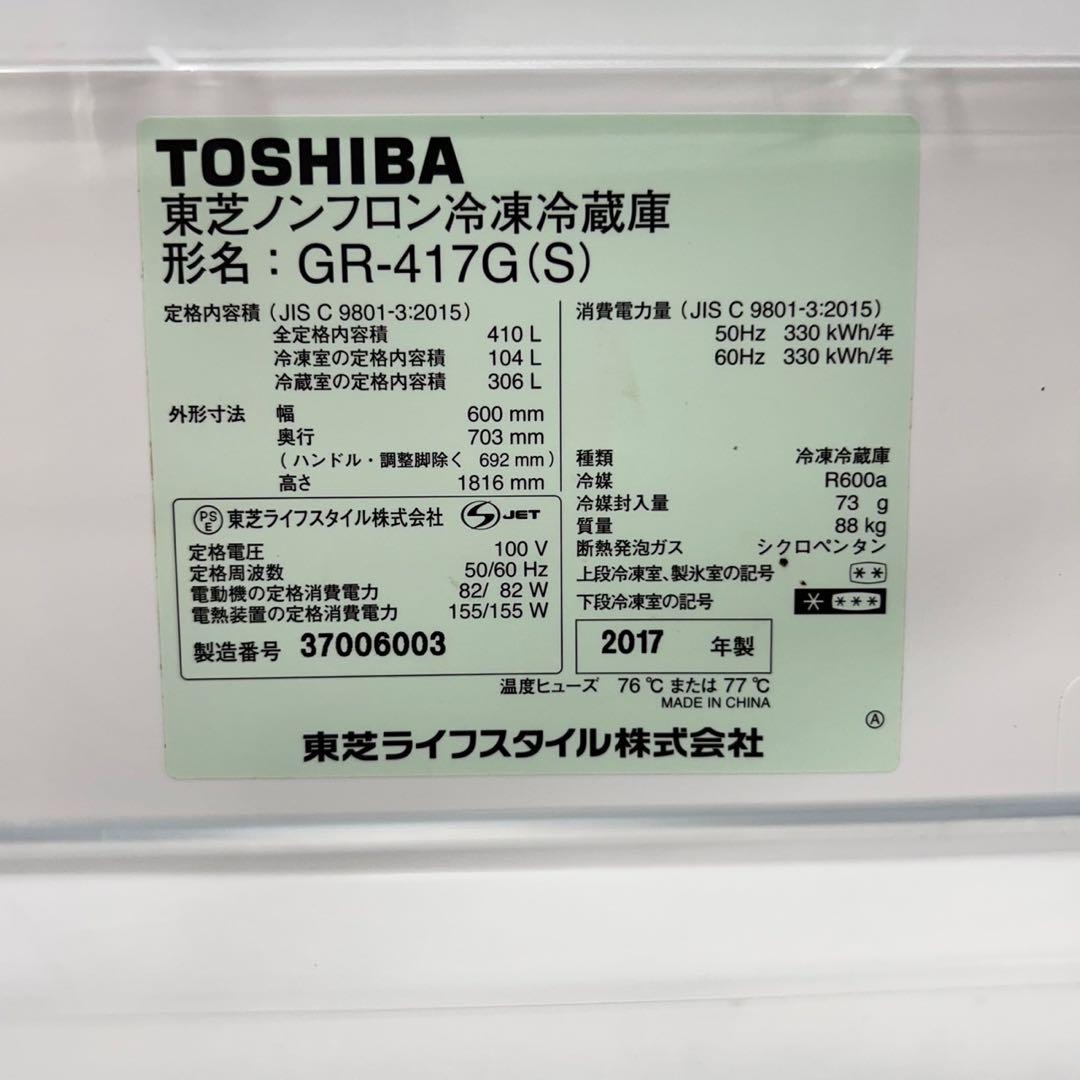 TOSHIBA
東芝ノンフロン冷凍冷蔵庫
形名：GR-417G(S)
定格内容積（JIS C 9801-3:2015）
全定格内容積 410 L
冷凍室の定格内容積 104 L
冷蔵室の定格内容積 306 L
外形寸法 幅 600 mm
奥行 703 mm
（ハンドル・調整脚除く 692 mm）
高さ 1816 mm
PS E 東芝ライフスタイル株式会社 S JET
定格電圧 100 V
定格周波数 50/60 Hz
電動機の定格消費電力 82/ 82 W
電熱装置の定格消費電力 155/155 W
製造番号 37006003
消費電力量（JIS C 9801-3:2015）
50Hz 330 kWh/年
60Hz 330 kWh/年
種類 冷凍冷蔵庫
冷媒 R600a
冷媒封入量 73 g
質量 88 kg
断熱発泡ガス シクロペンタン
上段冷凍室、製氷室の記号 **
下段冷凍室の記号 * ***
2017 年製
温度ヒューズ 76 ℃ または 77 ℃
MADE IN CHINA
A
東芝ライフスタイル株式会社